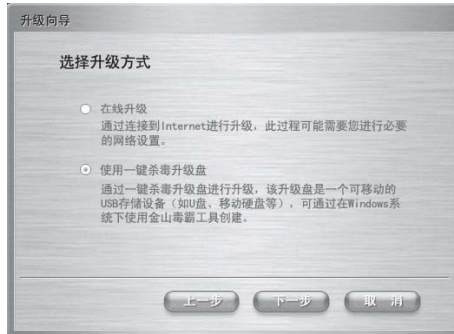 升级向导
选择升级方式
在线升级
通过连接到Internet进行升级，此过程可能需要您进行必要
的网络设置。
使用一键杀毒升级盘
通过一键杀毒升级盘进行升级，该升级盘是一个可移动的
USB存储设备（如U盘、移动硬盘等），可通过在Windows系
统下使用金山毒霸工具创建。
上一步 下一步 取 消